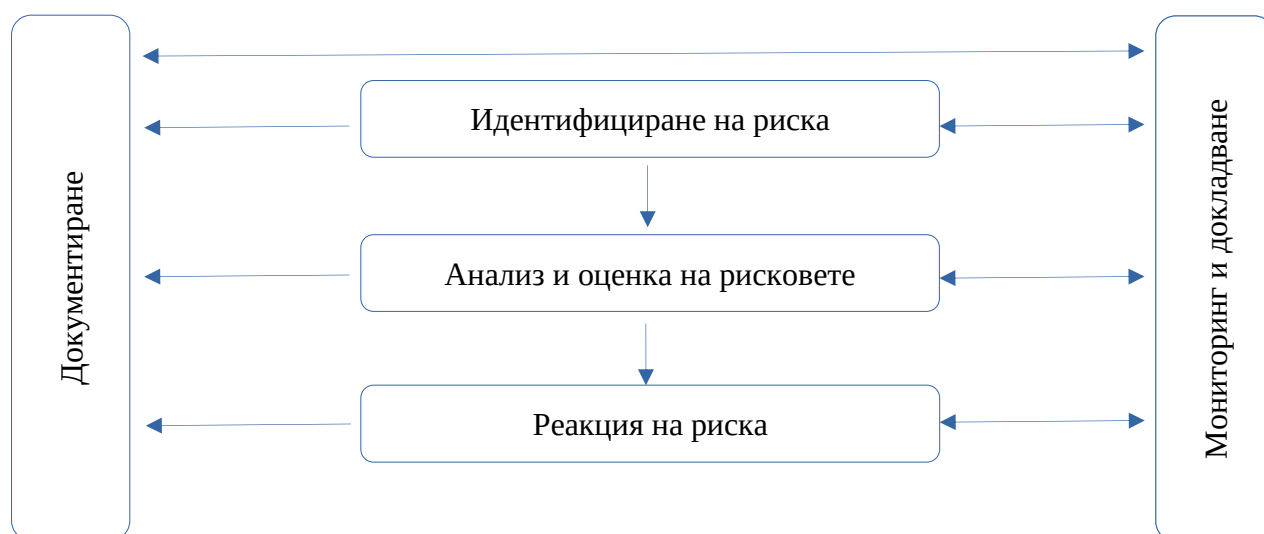 Документиране
Идентифициране на риска
Анализ и оценка на рисковете
Реакция на риска
Мониторинг и докладване